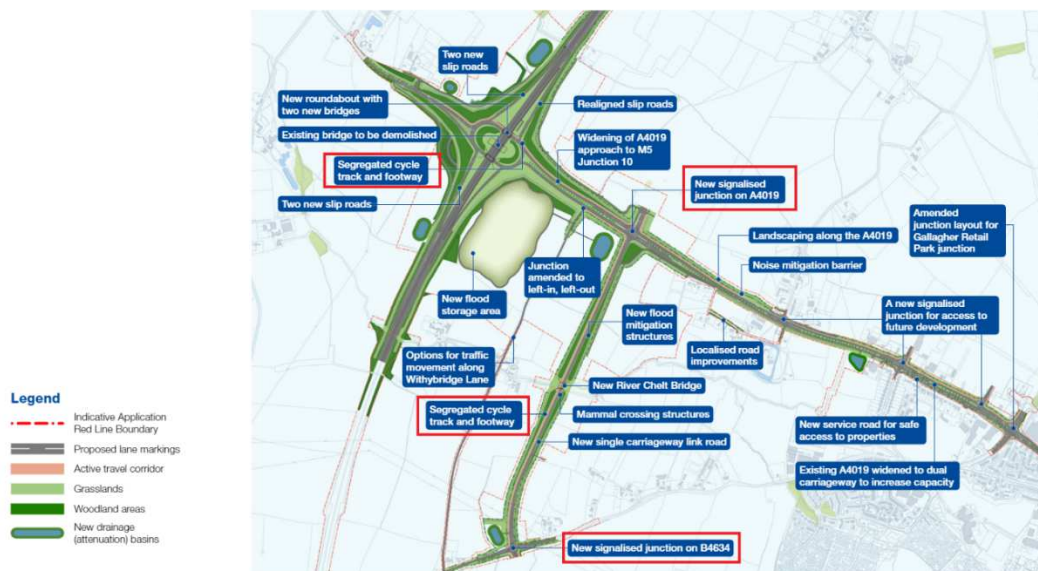 Two new
slip roads
New roundabout with
two new bridges
Realigned slip roads
Existing bridge to be demolished
Widening of A4019
approach to M5
Junction 10
Segregated cycle
track and footway
New signalised
junction on A4019
Two new slip roads
Amended
junction layout for
Gallagher Retail
Park junction
Landscaping along the A4019
Noise mitigation barrier
Junction
amended to
left-in, left-out
New flood
storage area
A new signalised
junction for access to
future development
New flood
mitigation
structures
Localised road
improvements
Options for traffic
movement along
Withybridge Lane
New River Chelt Bridge
Segregated cycle
track and footway
Mammal crossing structures
New service road for safe
access to properties
New single carriageway link road
Existing A4019 widened to dual
carriageway to increase capacity
New signalised junction on B4634
Legend
Indicative Application
Red Line Boundary
Proposed lane markings
Active travel corridor
Grasslands
Woodland areas
New drainage
(attenuation) basins